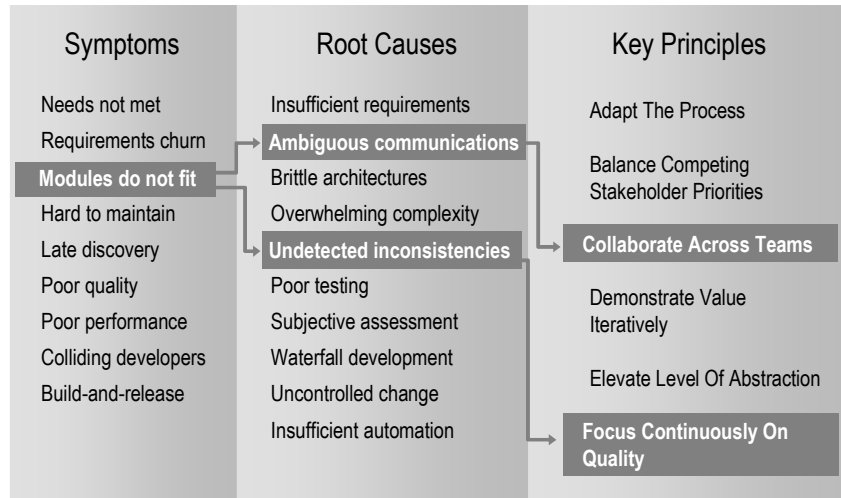 Symptoms
Needs not met
Requirements churn
Modules do not fit
Hard to maintain
Late discovery
Poor quality
Poor performance
Colliding developers
Build-and-release
Root Causes
Insufficient requirements
Ambiguous communications
Brittle architectures
Overwhelming complexity
Undetected inconsistencies
Poor testing
Subjective assessment
Waterfall development
Uncontrolled change
Insufficient automation
Key Principles
Adapt The Process
Balance Competing
Stakeholder Priorities
Collaborate Across Teams
Demonstrate Value
Iteratively
Elevate Level Of Abstraction
Focus Continuously On
Quality